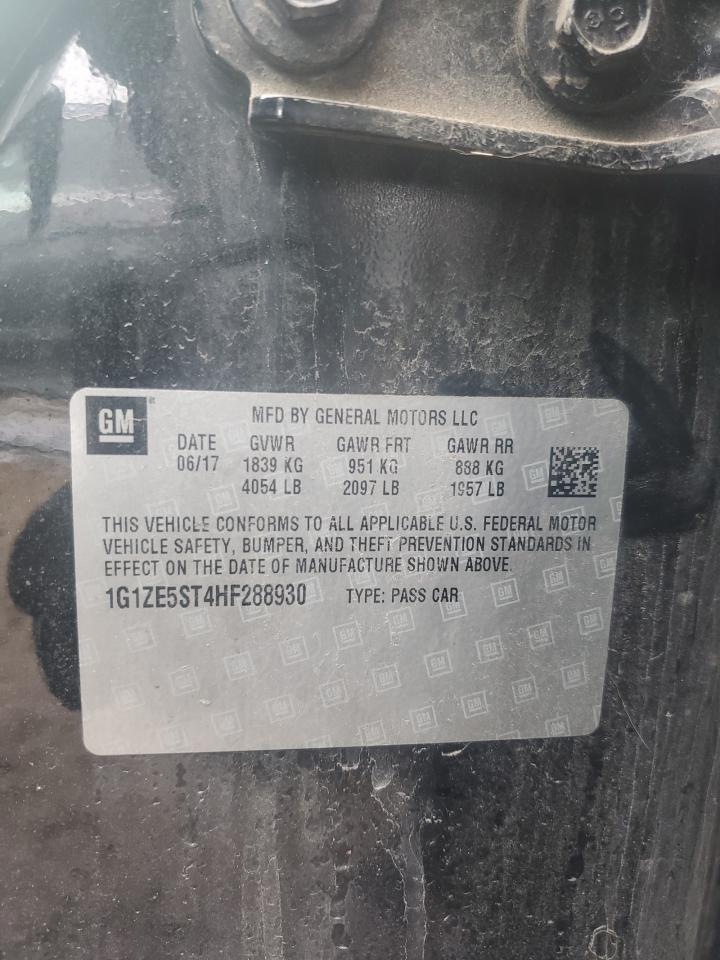 GM
MFD BY GENERAL MOTORS LLC
DATE GVWR GAWR FRT GAWR RR
06/17 1839 KG 951 KG 888 KG
4054 LB 2097 LB 1957 LB
THIS VEHICLE CONFORMS TO ALL APPLICABLE U.S. FEDERAL MOTOR
VEHICLE SAFETY, BUMPER, AND THEFT PREVENTION STANDARDS IN
EFFECT ON THE DATE OF MANUFACTURE SHOWN ABOVE.
1G1ZE5ST4HF288930 TYPE: PASS CAR